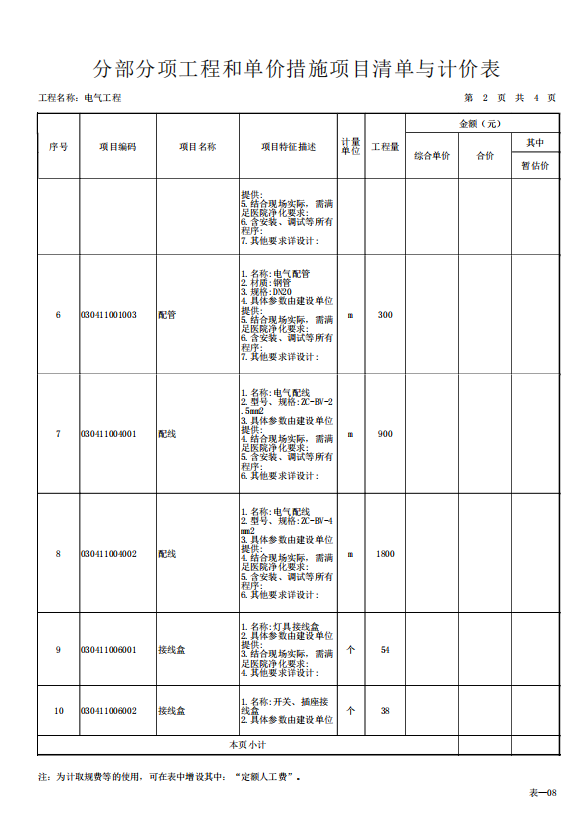 分部分项工程和单价措施项目清单与计价表
工程名称：电气工程 第 2 页 共 4 页
序号 项目编码 项目名称 项目特征描述 计量单位 工程量 金额（元）
综合单价 合价 其中
暂估价
提供:
5.结合现场实际，需满
足医院净化要求:
6.含安装、调试等所有
程序:
7.其他要求详设计:
6 030411001003 配管 m 300
1.名称:电气配管
2.材质:钢管
3.规格:DN20
4.具体参数由建设单位
提供:
5.结合现场实际，需满
足医院净化要求:
6.含安装、调试等所有
程序:
7.其他要求详设计:
7 030411004001 配线 m 900
1.名称:电气配线
2.型号、规格:ZC-BV-2
.5mm2
3.具体参数由建设单位
提供:
4.结合现场实际，需满
足医院净化要求:
5.含安装、调试等所有
程序:
6.其他要求详设计:
8 030411004002 配线 m 1800
1.名称:电气配线
2.型号、规格:ZC-BV-4
mm2
3.具体参数由建设单位
提供:
4.结合现场实际，需满
足医院净化要求:
5.含安装、调试等所有
程序:
6.其他要求详设计:
9 030411006001 接线盒 个 54
1.名称:灯具接线盒
2.具体参数由建设单位
提供:
3.结合现场实际，需满
足医院净化要求:
4.其他要求详设计:
10 030411006002 接线盒 个 38
1.名称:开关、插座接
线盒
2.具体参数由建设单位
本页小计
注：为计取规费等的使用，可在表中增设其中：“定额人工费”。
表—08